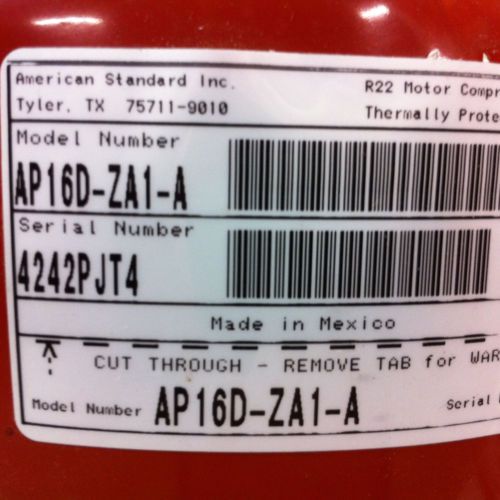 American Standard Inc.
R22 Motor Compr
Tyler, TX 75711-9010
Thermally Prote
Model Number
AP16D-ZA1-A
Serial Number
4242PJT4
Made in Mexico
CUT THROUGH - REMOVE TAB for WAR
Model Number AP16D-ZA1-A
Serial